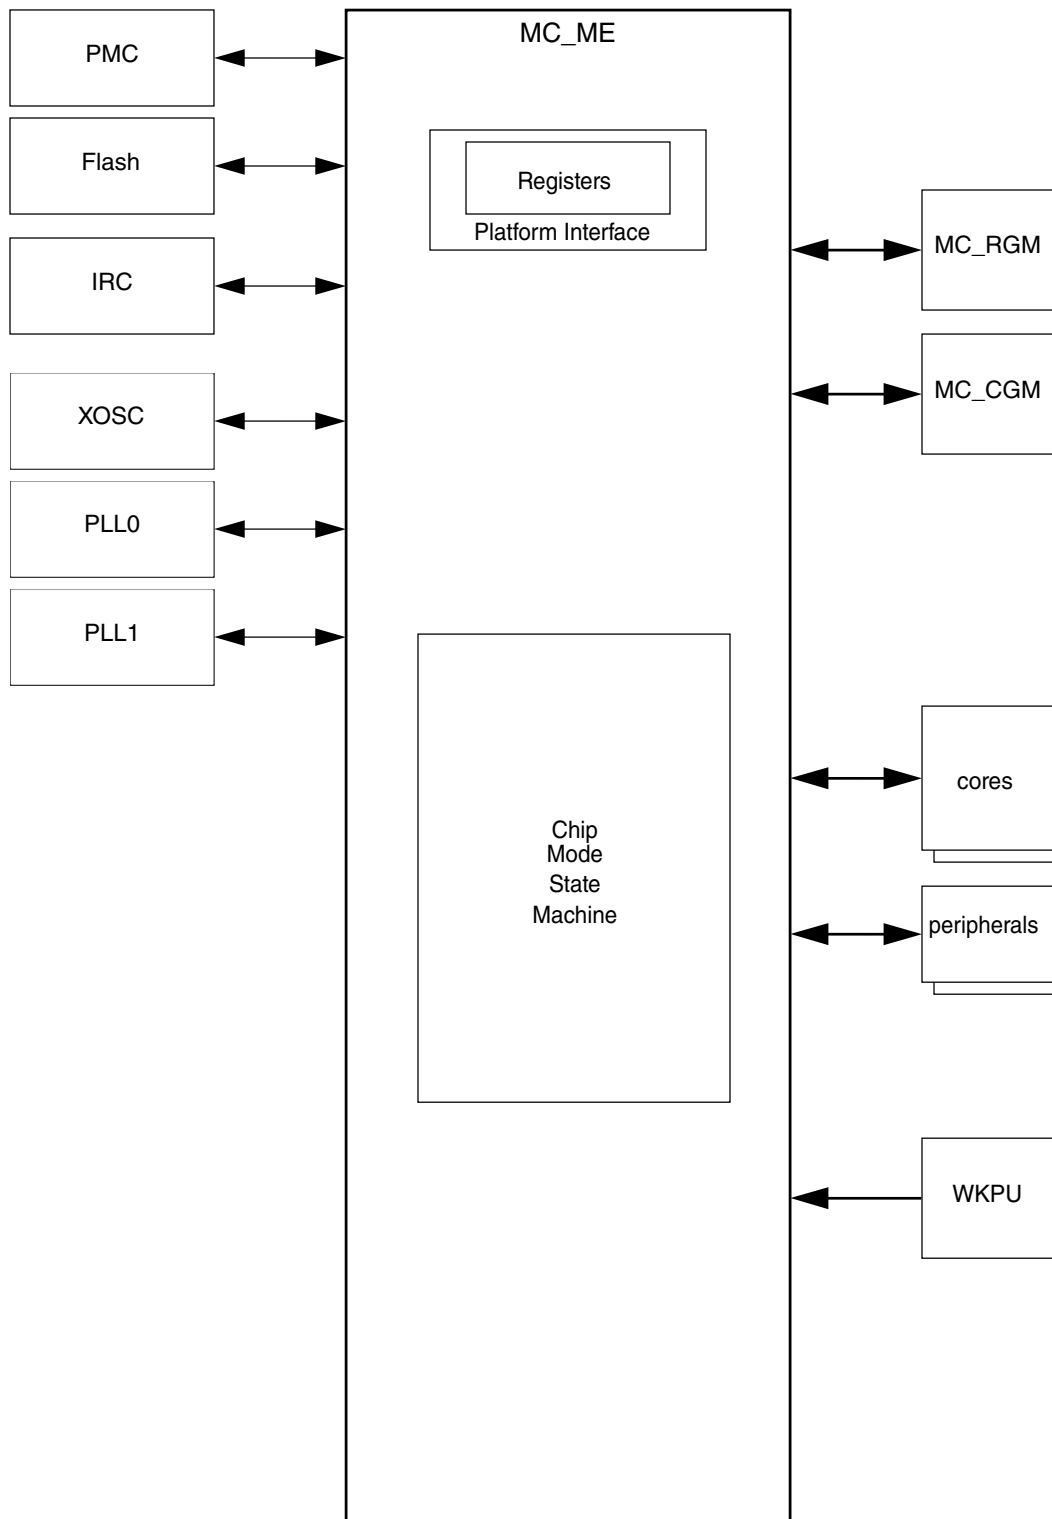 MC_ME
PMC
Flash
IRC
XOSC
PLL0
PLL1
Registers
Platform Interface
Chip
Mode
State
Machine
MC_RGM
MC_CGM
cores
peripherals
WKPU